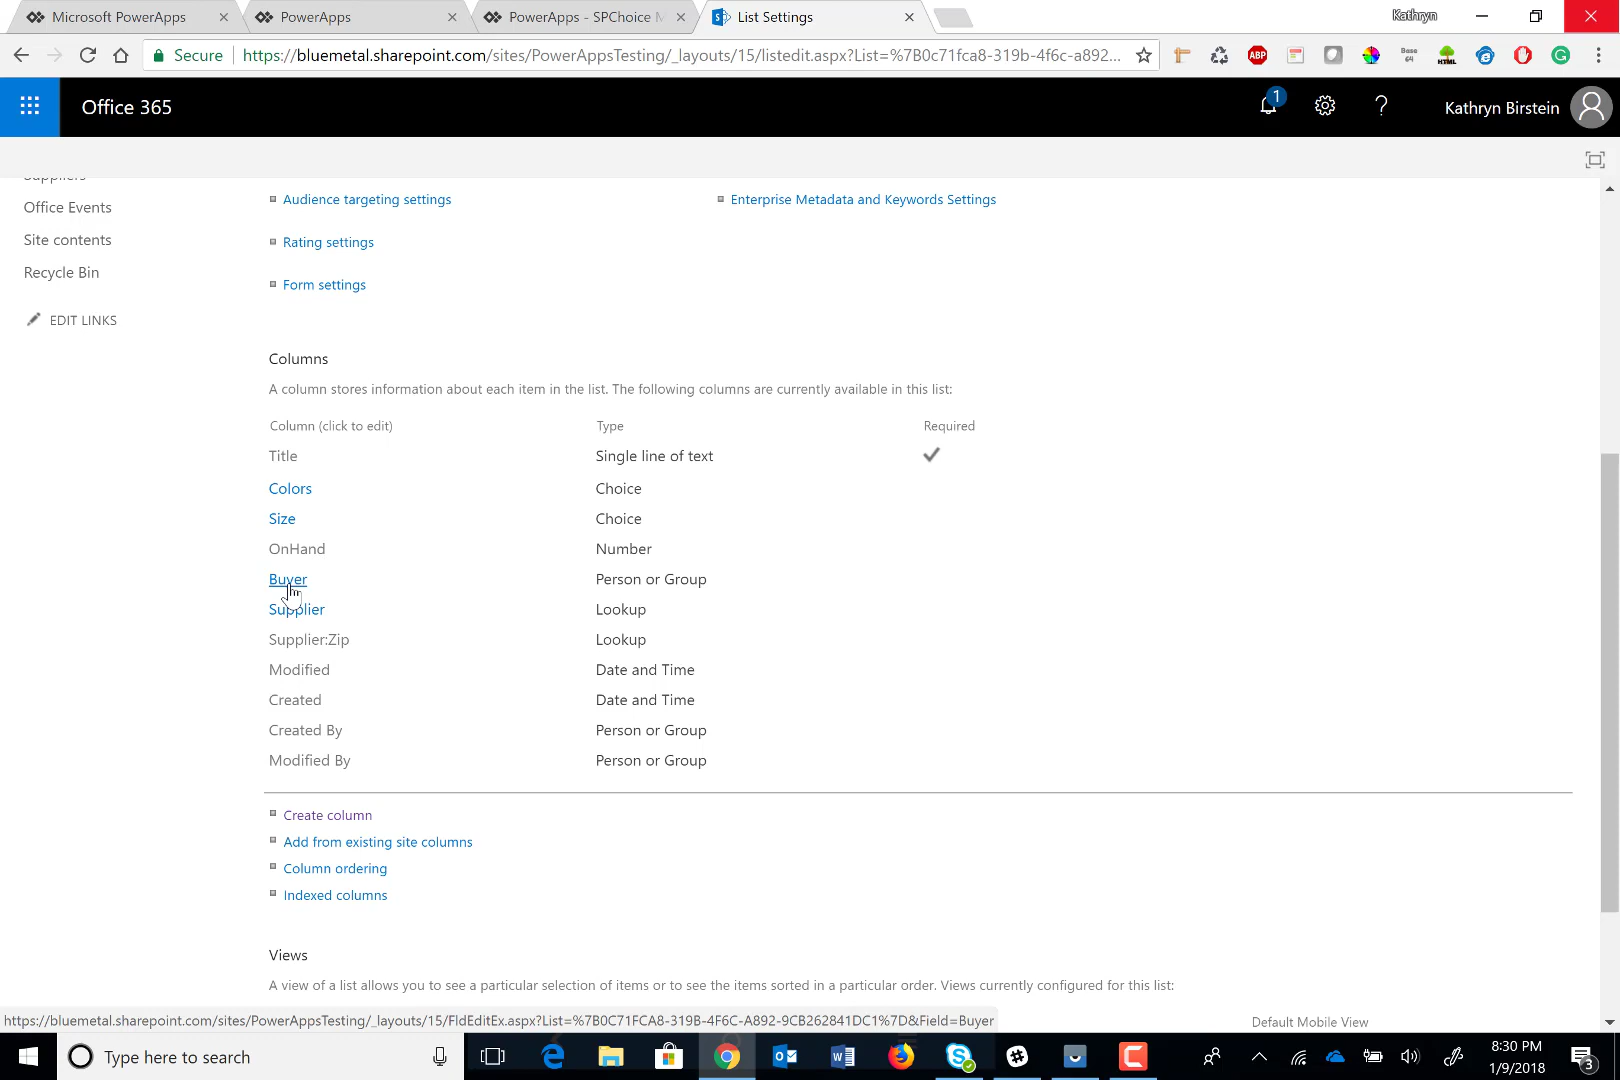 Microsoft PowerApps
PowerApps
PowerApps - SPChoice M
List Settings
Kathryn
Secure
https://bluemetal.sharepoint.com/sites/PowerAppsTesting/_layouts/15/listedit.aspx?List=%7B0c71fca8-319b-4f6c-a892...
ABP
Base
64
HTML
Office 365
1
?
Kathryn Birstein
Suppliers
Office Events
Site contents
Recycle Bin
EDIT LINKS
Audience targeting settings
Enterprise Metadata and Keywords Settings
Rating settings
Form settings
Columns
A column stores information about each item in the list. The following columns are currently available in this list:
Column (click to edit) Type Required
Title Single line of text
Colors Choice
Size Choice
OnHand Number
Buyer Person or Group
Supplier Lookup
Supplier:Zip Lookup
Modified Date and Time
Created Date and Time
Created By Person or Group
Modified By Person or Group
Create column
Add from existing site columns
Column ordering
Indexed columns
Views
A view of a list allows you to see a particular selection of items or to see the items sorted in a particular order. Views currently configured for this list:
https://bluemetal.sharepoint.com/sites/PowerAppsTesting/_layouts/15/FldEditEx.aspx?List=%7B0C71FCA8-319B-4F6C-A892-9CB262841DC1%7D&Field=Buyer
Default Mobile View
Type here to search
8:30 PM
1/9/2018
3